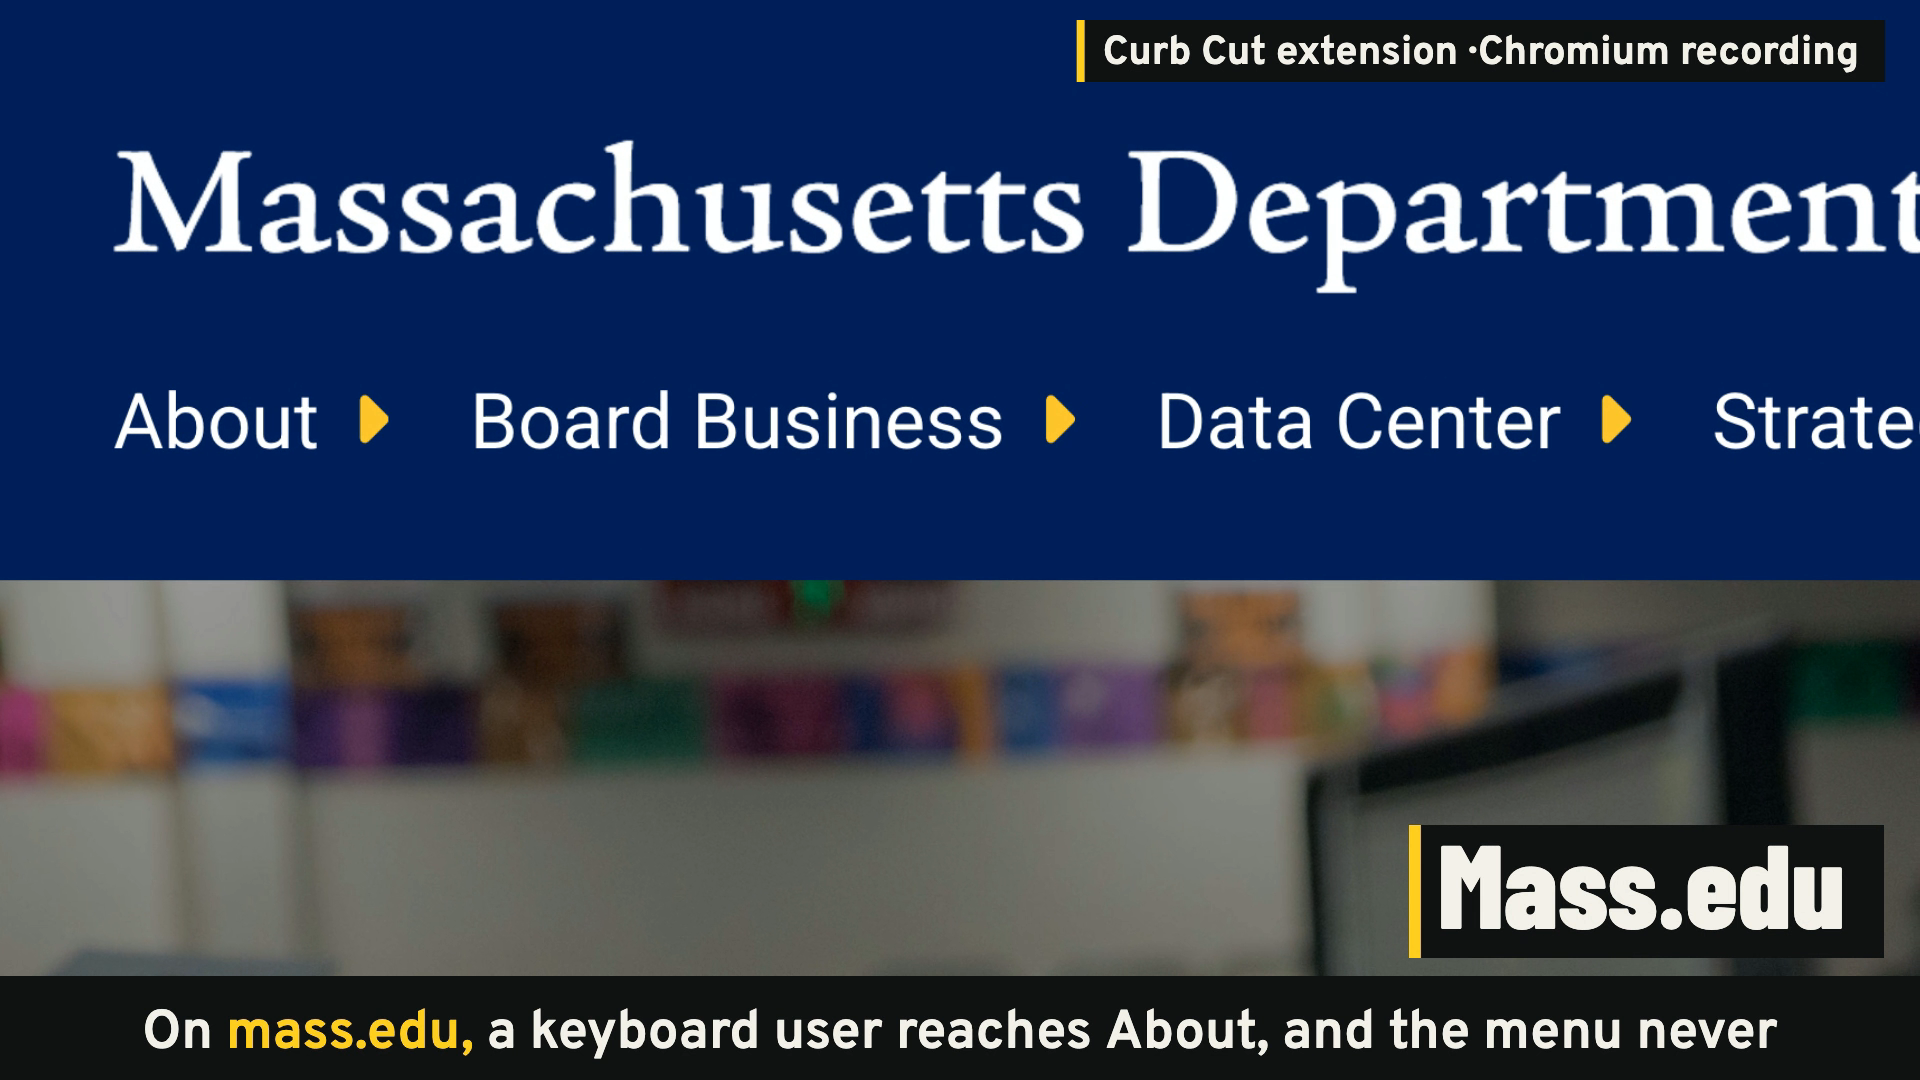 Curb Cut extension ·Chromium recording
Massachusetts Department
About Board Business Data Center
Mass.edu
On mass.edu, a keyboard user reaches About, and the menu never